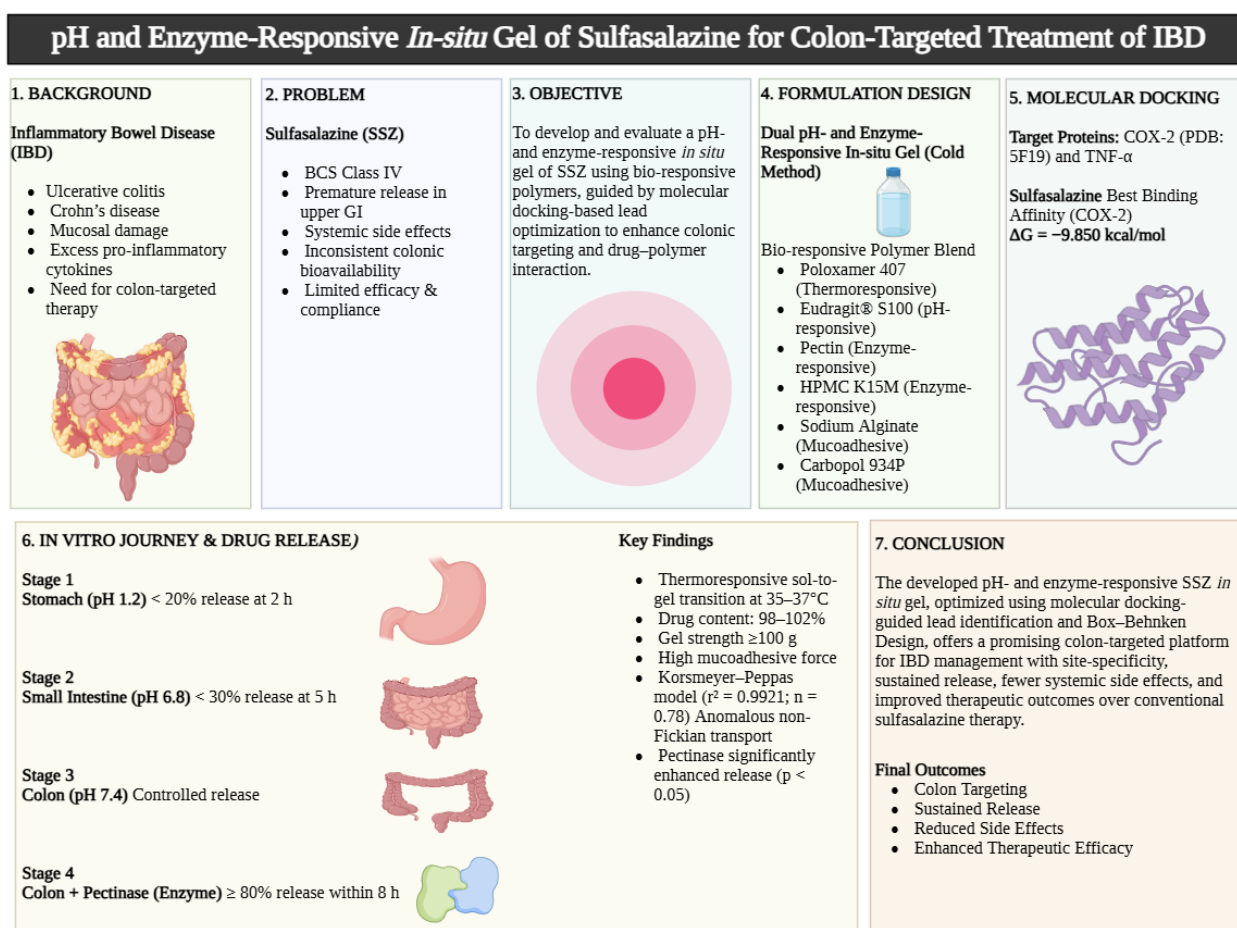 pH and Enzyme-Responsive In-situ Gel of Sulfasalazine for Colon-Targeted Treatment of IBD
1. BACKGROUND
Inflammatory Bowel Disease
(IBD)
● Ulcerative colitis
● Crohn’s disease
● Mucosal damage
● Excess pro-inflammatory
cytokines
● Need for colon-targeted
therapy
2. PROBLEM
Sulfasalazine (SSZ)
● BCS Class IV
● Premature release in
upper GI
● Systemic side effects
● Inconsistent colonic
bioavailability
● Limited efficacy &
compliance
3. OBJECTIVE
To develop and evaluate a pH-
and enzyme-responsive in situ
gel of SSZ using bio-responsive
polymers, guided by molecular
docking-based lead
optimization to enhance colonic
targeting and drug–polymer
interaction.
4. FORMULATION DESIGN
Dual pH- and Enzyme-
Responsive In-situ Gel (Cold
Method)
Bio-responsive Polymer Blend
● Poloxamer 407
(Thermoresponsive)
● Eudragit® S100 (pH-
responsive)
● Pectin (Enzyme-
responsive)
● HPMC K15M (Enzyme-
responsive)
● Sodium Alginate
(Mucoadhesive)
● Carbopol 934P
(Mucoadhesive)
5. MOLECULAR DOCKING
Target Proteins: COX-2 (PDB:
5F19) and TNF-α
Sulfasalazine Best Binding
Affinity (COX-2)
ΔG = −9.850 kcal/mol
6. IN VITRO JOURNEY & DRUG RELEASE)
Stage 1
Stomach (pH 1.2) < 20% release at 2 h
Stage 2
Small Intestine (pH 6.8) < 30% release at 5 h
Stage 3
Colon (pH 7.4) Controlled release
Stage 4
Colon + Pectinase (Enzyme) ≥ 80% release within 8 h
Key Findings
● Thermoresponsive sol-to-
gel transition at 35–37°C
● Drug content: 98–102%
● Gel strength ≥100 g
● High mucoadhesive force
● Korsmeyer–Peppas
model (r² = 0.9921; n =
0.78) Anomalous non-
Fickian transport
● Pectinase significantly
enhanced release (p <
0.05)
7. CONCLUSION
The developed pH- and enzyme-responsive SSZ in
situ gel, optimized using molecular docking-
guided lead identification and Box–Behnken
Design, offers a promising colon-targeted platform
for IBD management with site-specificity,
sustained release, fewer systemic side effects, and
improved therapeutic outcomes over conventional
sulfasalazine therapy.
Final Outcomes
● Colon Targeting
● Sustained Release
● Reduced Side Effects
● Enhanced Therapeutic Efficacy